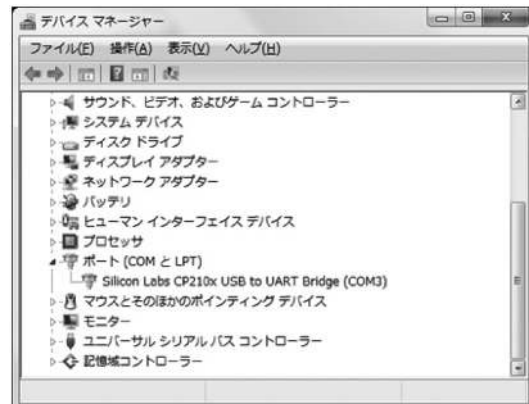 デバイス マネージャー
ファイル(F) 操作(A) 表示(V) ヘルプ(H)
サウンド、ビデオ、およびゲーム コントローラー
システム デバイス
ディスク ドライブ
ディスプレイ アダプター
ネットワーク アダプター
バッテリ
ヒューマン インターフェイス デバイス
プロセッサ
ポート (COM と LPT)
Silicon Labs CP210x USB to UART Bridge (COM3)
マウスとそのほかのポインティング デバイス
モニター
ユニバーサル シリアル バス コントローラー
記憶域コントローラー